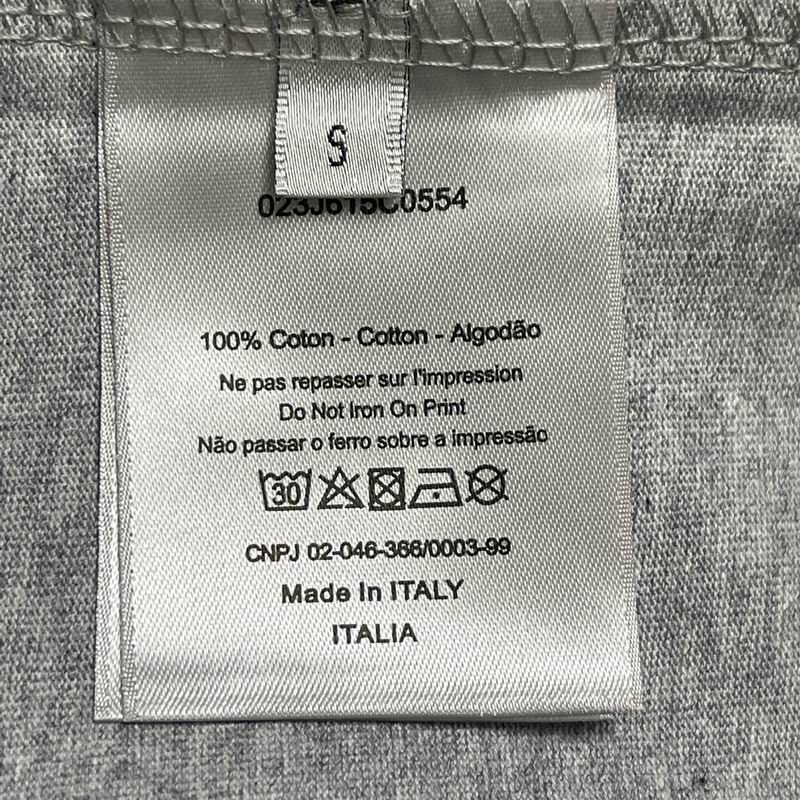 S
023J615C0554
100% Coton - Cotton - Algodão
Ne pas repasser sur l'impression
Do Not Iron On Print
Não passar o ferro sobre a impressão
30
CNPJ 02-046-366/0003-99
Made In ITALY
ITALIA